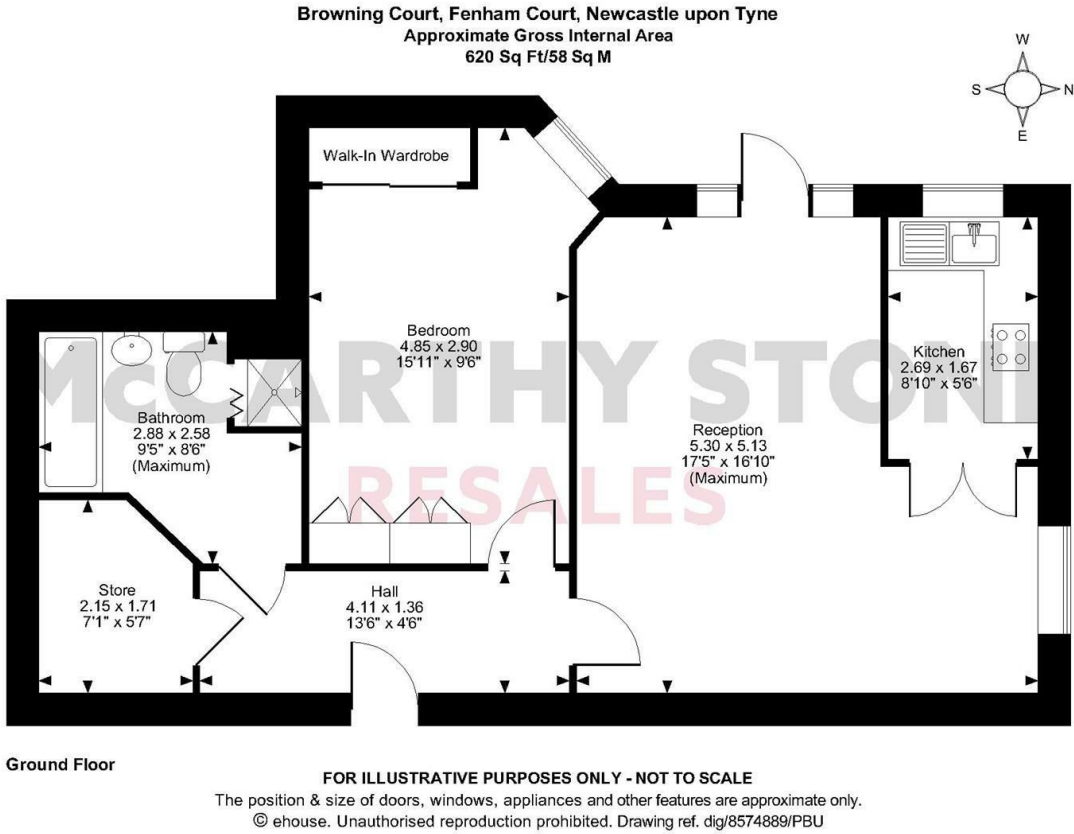 Browning Court, Fenham Court, Newcastle upon Tyne
Approximate Gross Internal Area
620 Sq Ft/58 Sq M
W
S
N
E
Walk-In Wardrobe
Bedroom
4.85 x 2.90
15'11" x 9'6"
Kitchen
2.69 x 1.67
8'10" x 5'6"
McCARTHY STONE
RESALES
Bathroom
2.88 x 2.58
9'5" x 8'6"
(Maximum)
Reception
5.30 x 5.13
17'5" x 16'10"
(Maximum)
Store
2.15 x 1.71
7'1" x 5'7"
Hall
4.11 x 1.36
13'6" x 4'6"
Ground Floor
FOR ILLUSTRATIVE PURPOSES ONLY - NOT TO SCALE
The position & size of doors, windows, appliances and other features are approximate only.
© ehouse. Unauthorised reproduction prohibited. Drawing ref. dig/8574889/PBU